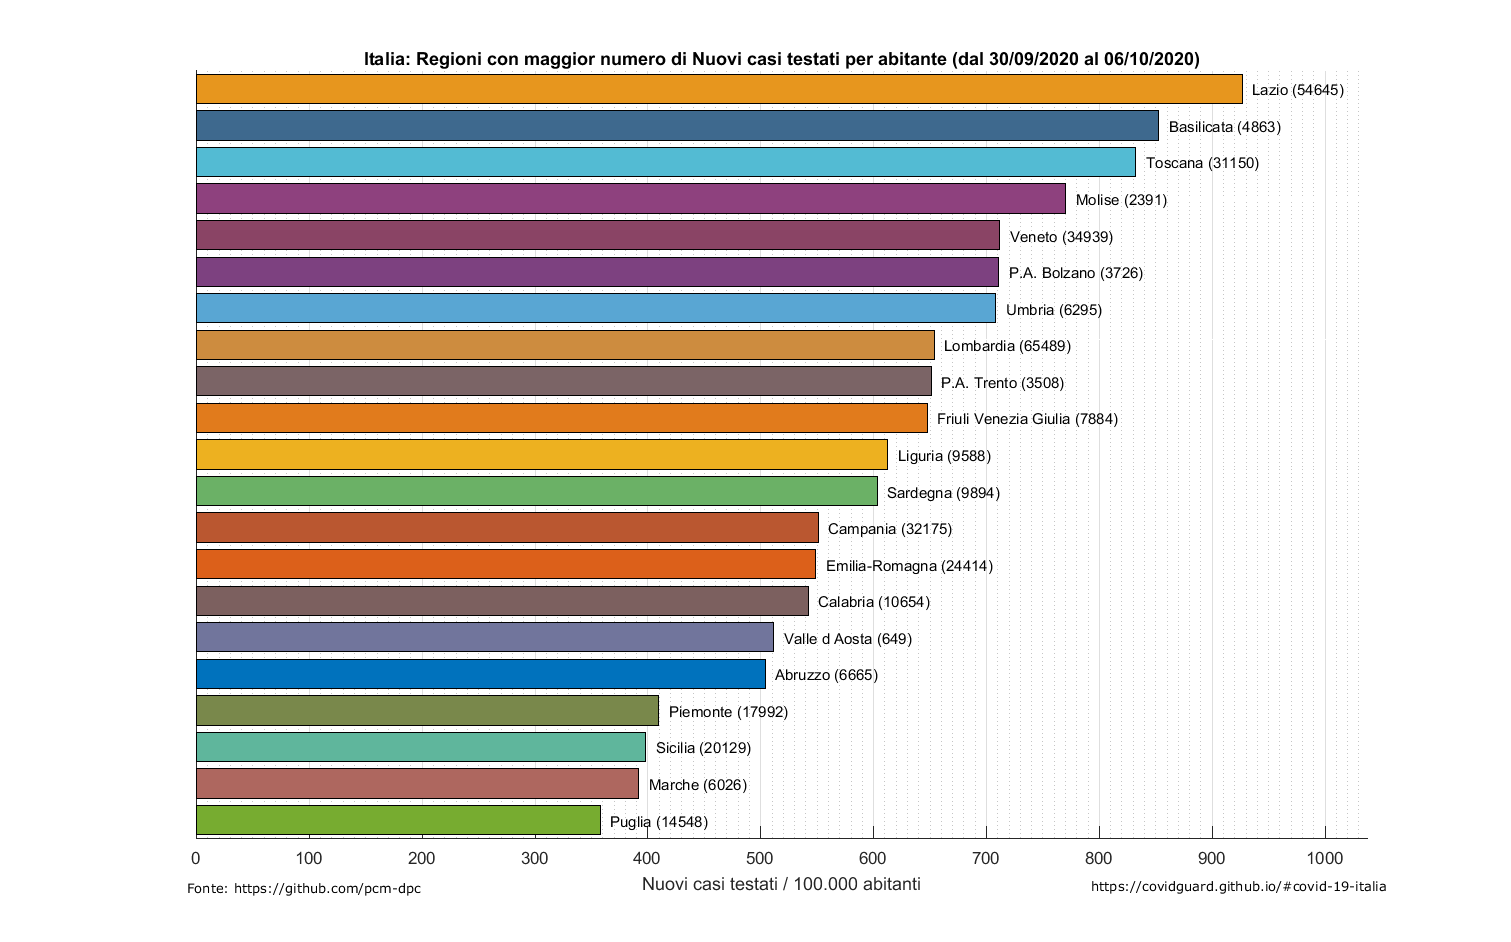 Italia: Regioni con maggior numero di Nuovi casi testati per abitante (dal 30/09/2020 al 06/10/2020)
Lazio (54645)
Basilicata (4863)
Toscana (31150)
Molise (2391)
Veneto (34939)
P.A. Bolzano (3726)
Umbria (6295)
Lombardia (65489)
P.A. Trento (3508)
Friuli Venezia Giulia (7884)
Liguria (9588)
Sardegna (9894)
Campania (32175)
Emilia-Romagna (24414)
Calabria (10654)
Valle d Aosta (649)
Abruzzo (6665)
Piemonte (17992)
Sicilia (20129)
Marche (6026)
Puglia (14548)
0 100 200 300 400 500 600 700 800 900 1000
Nuovi casi testati / 100.000 abitanti
Fonte: https://github.com/pcm-dpc
https://covidguard.github.io/#covid-19-italia